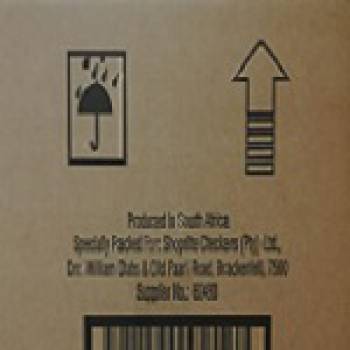 Produced In South Africa
Specially Packed For: Shoprite Checkers (Pty) Ltd.,
Cnr. William Dabs & Old Paarl Road, Brackenfell, 7560
Supplier No.: